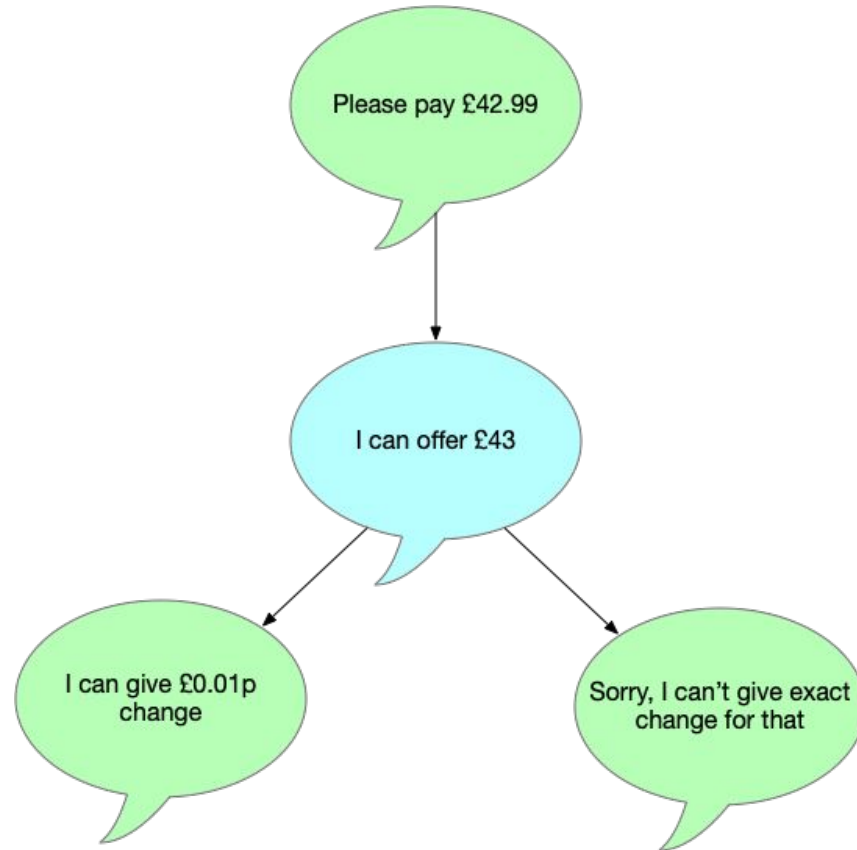 Please pay £42.99
I can offer £43
I can give £0.01p
change
Sorry, I can’t give exact
change for that